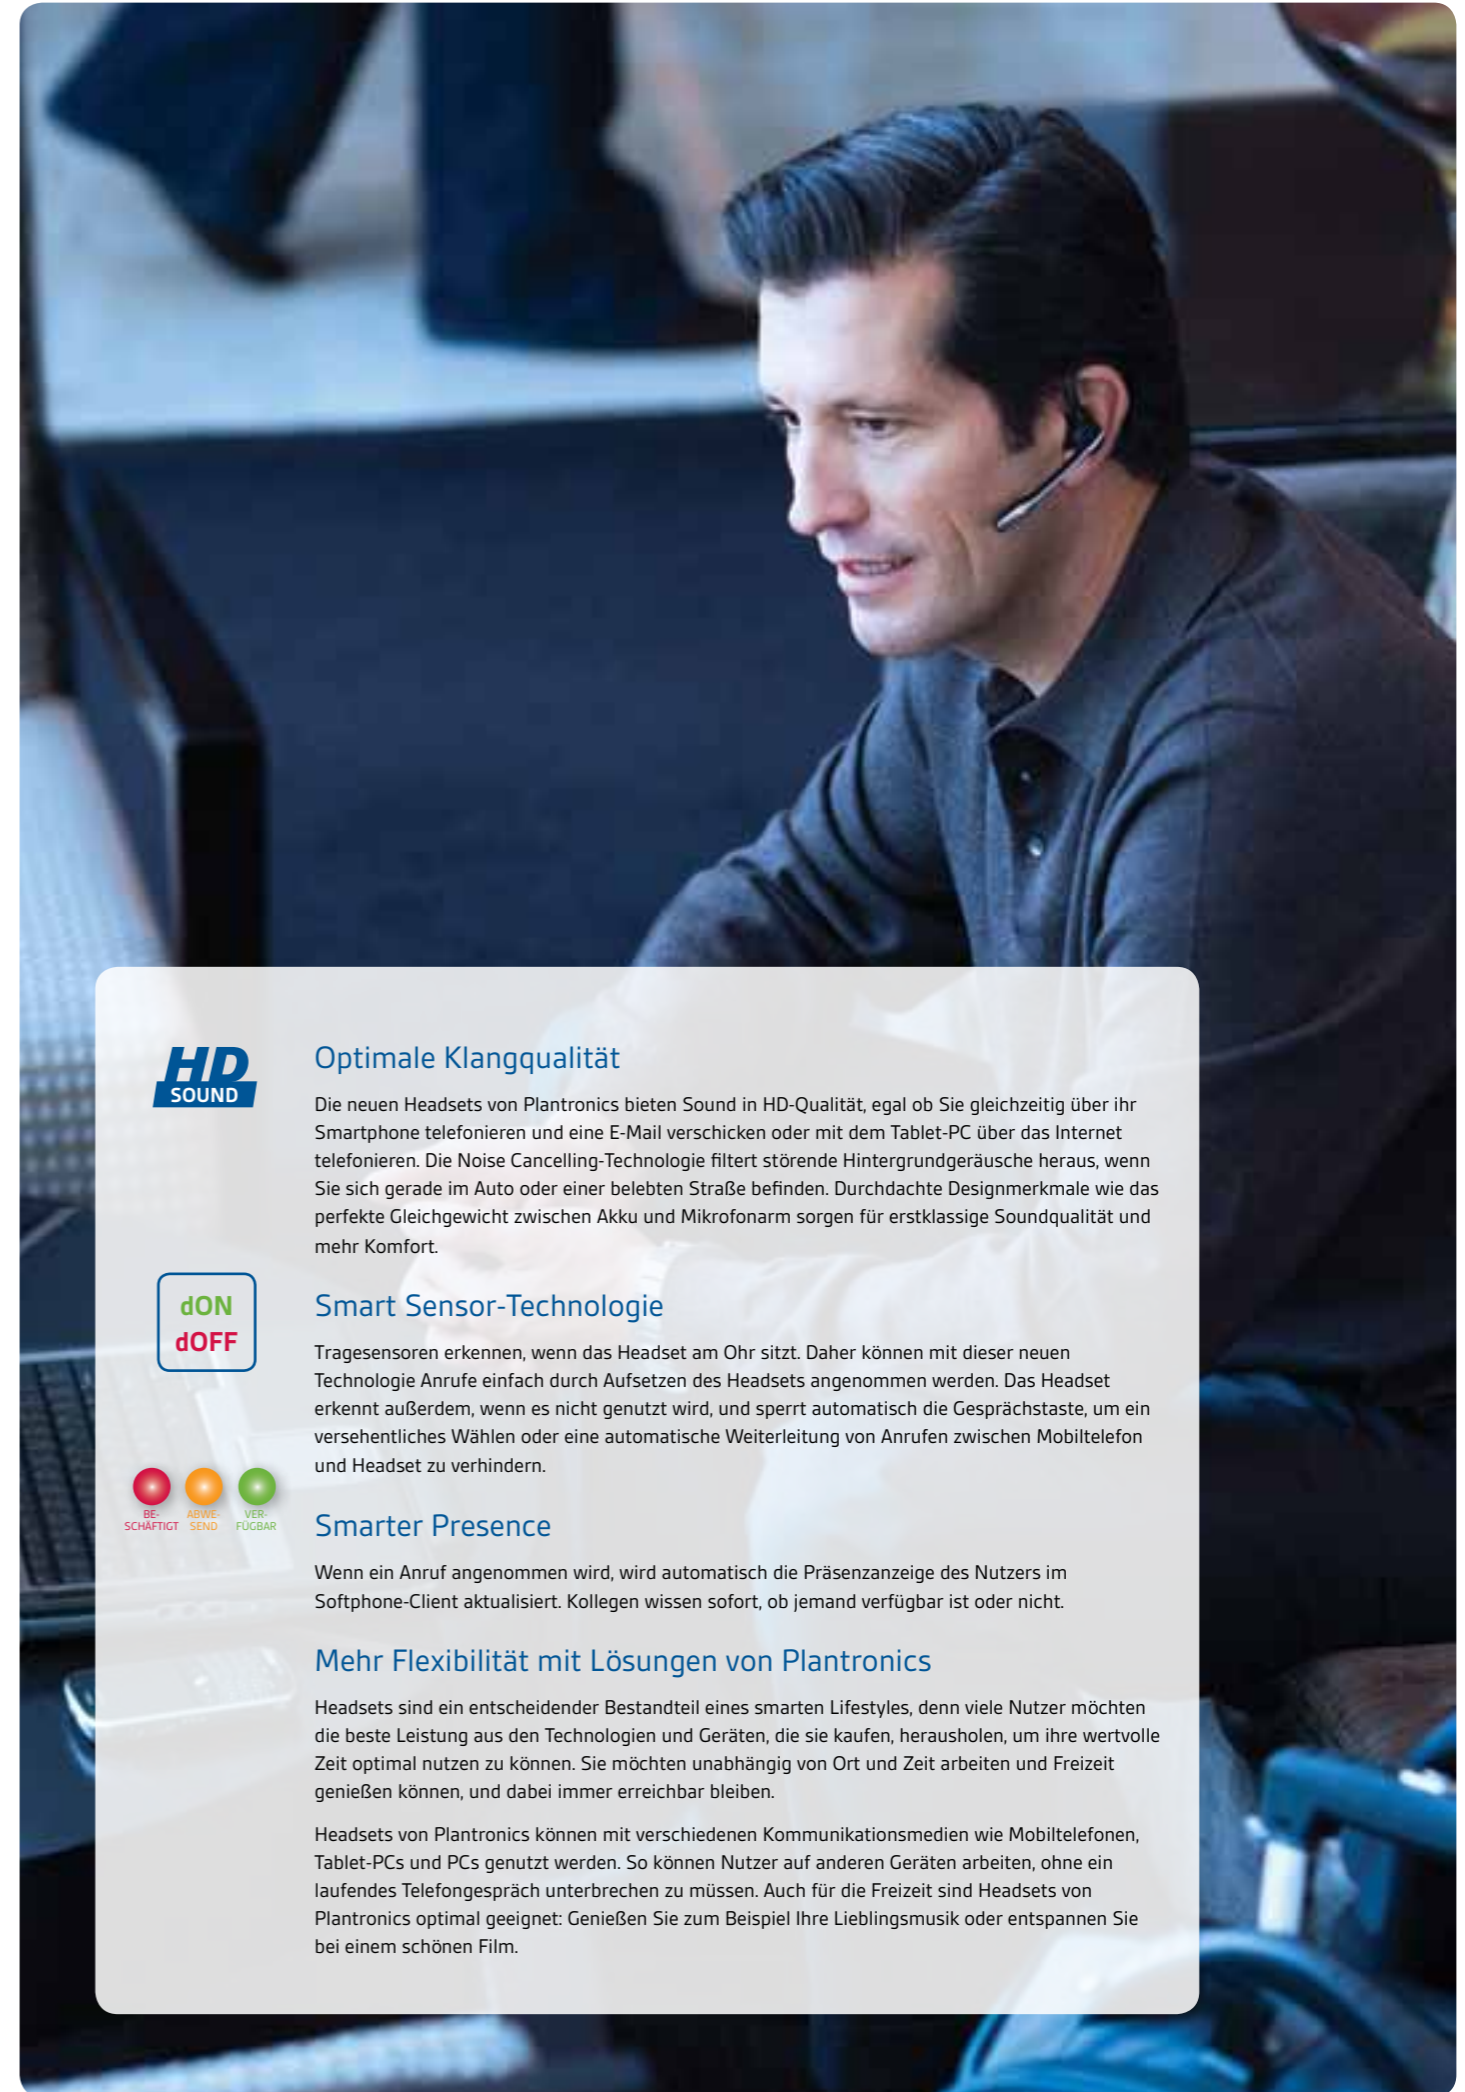 HD
SOUND
Optimale Klangqualität
Die neuen Headsets von Plantronics bieten Sound in HD-Qualität, egal ob Sie gleichzeitig über ihr
Smartphone telefonieren und eine E-Mail verschicken oder mit dem Tablet-PC über das Internet
telefonieren. Die Noise Cancelling-Technologie filtert störende Hintergrundgeräusche heraus, wenn
Sie sich gerade im Auto oder einer belebten Straße befinden. Durchdachte Designmerkmale wie das
perfekte Gleichgewicht zwischen Akku und Mikrofonarm sorgen für erstklassige Soundqualität und
mehr Komfort.
dON
dOFF
Smart Sensor-Technologie
Tragesensoren erkennen, wenn das Headset am Ohr sitzt. Daher können mit dieser neuen
Technologie Anrufe einfach durch Aufsetzen des Headsets angenommen werden. Das Headset
erkennt außerdem, wenn es nicht genutzt wird, und sperrt automatisch die Gesprächstaste, um ein
versehentliches Wählen oder eine automatische Weiterleitung von Anrufen zwischen Mobiltelefon
und Headset zu verhindern.
BE-
SCHÄFTIGT
ABWE-
SEND
VER-
FÜGBAR
Smarter Presence
Wenn ein Anruf angenommen wird, wird automatisch die Präsenzanzeige des Nutzers im
Softphone-Client aktualisiert. Kollegen wissen sofort, ob jemand verfügbar ist oder nicht.
Mehr Flexibilität mit Lösungen von Plantronics
Headsets sind ein entscheidender Bestandteil eines smarten Lifestyles, denn viele Nutzer möchten
die beste Leistung aus den Technologien und Geräten, die sie kaufen, herausholen, um ihre wertvolle
Zeit optimal nutzen zu können. Sie möchten unabhängig von Ort und Zeit arbeiten und Freizeit
genießen können, und dabei immer erreichbar bleiben.
Headsets von Plantronics können mit verschiedenen Kommunikationsmedien wie Mobiltelefonen,
Tablet-PCs und PCs genutzt werden. So können Nutzer auf anderen Geräten arbeiten, ohne ein
laufendes Telefongespräch unterbrechen zu müssen. Auch für die Freizeit sind Headsets von
Plantronics optimal geeignet: Genießen Sie zum Beispiel Ihre Lieblingsmusik oder entspannen Sie
bei einem schönen Film.